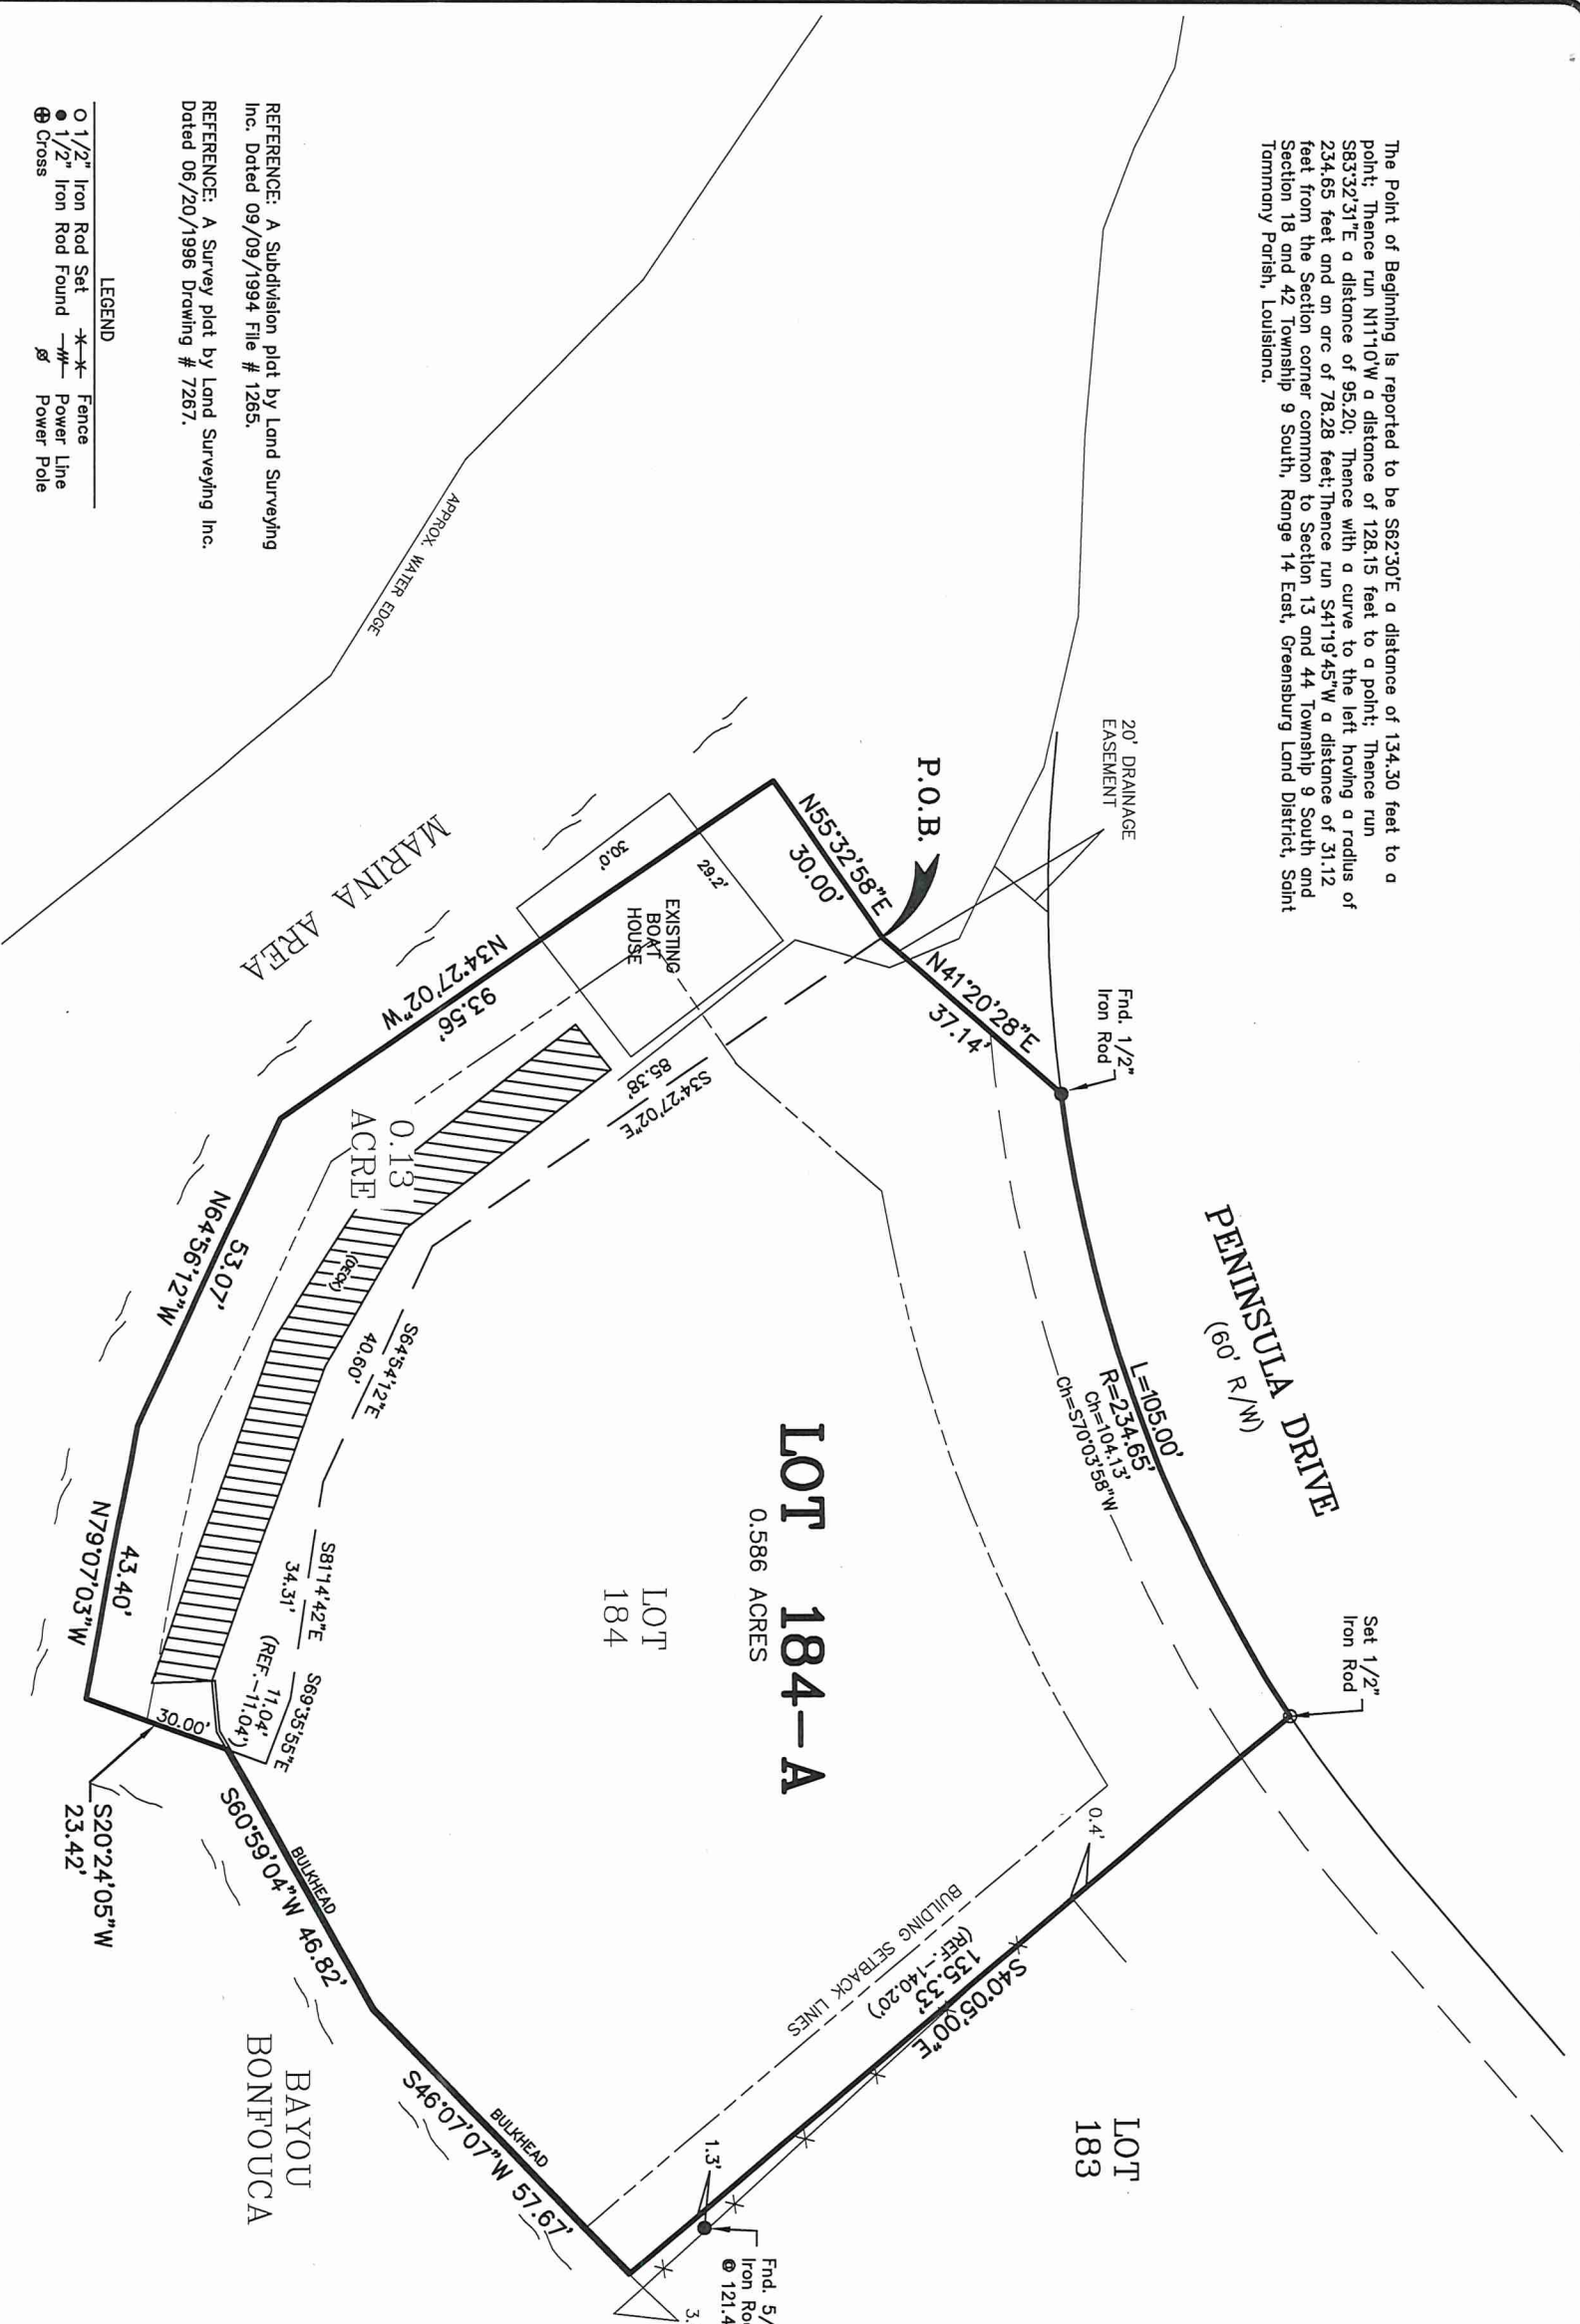 The Point of Beginning is reported to be S62°30'E a distance of 134.30 feet to a
point; Thence run N11°10'W a distance of 128.15 feet to a point; Thence run
S83°32'31"E a distance of 95.20; Thence with a curve to the left having a radius of
234.65 feet and an arc of 78.28 feet;Thence run S41°19'45"W a distance of 31.12
feet from the Section corner common to Section 13 and 44 Township 9 South and
Section 18 and 42 Township 9 South, Range 14 East, Greensburg Land District, Saint
Tammany Parish, Louisiana.
20' DRAINAGE
EASEMENT
P.O.B.
Fnd. 1/2"
Iron Rod
PENINSULA DRIVE
(60' R/W)
L=105.00'
R=234.65'
Ch=104.13'
Ch=S70°03'58"W
Set 1/2"
Iron Rod
N55°32'58"E
30.00'
N41°20'28"E
37.14'
29.2'
30.0'
EXISTING
BOAT
HOUSE
S34°27'02"E
85.38'
N34°27'02"W
93.56'
MARINA AREA
APPROX. WATER EDGE
0.13
ACRE
(DECK)
S64°54'12"E
40.60'
53.07'
N64°56'12"W
LOT 184-A
0.586 ACRES
LOT
184
S81°14'42"E
34.31'
S69°35'55"E
11.04'
(REF.-11.04')
43.40'
N79°07'03"W
30.00'
S20°24'05"W
23.42'
BULKHEAD
S60°59'04"W 46.82'
BULKHEAD
S46°07'07"W 57.67'
BAYOU
BONFOUCA
0.4'
BUILDING SETBACK LINES
S40°05'00"E
135.33'
(REF.-140.20')
LOT
183
1.3'
Fnd. 5/
Iron Ro
@ 121.4
3.
REFERENCE: A Subdivision plat by Land Surveying
Inc. Dated 09/09/1994 File # 1265.
REFERENCE: A Survey plat by Land Surveying Inc.
Dated 06/20/1996 Drawing # 7267.
LEGEND
1/2" Iron Rod Set Fence
1/2" Iron Rod Found Power Line
Cross Power Pole